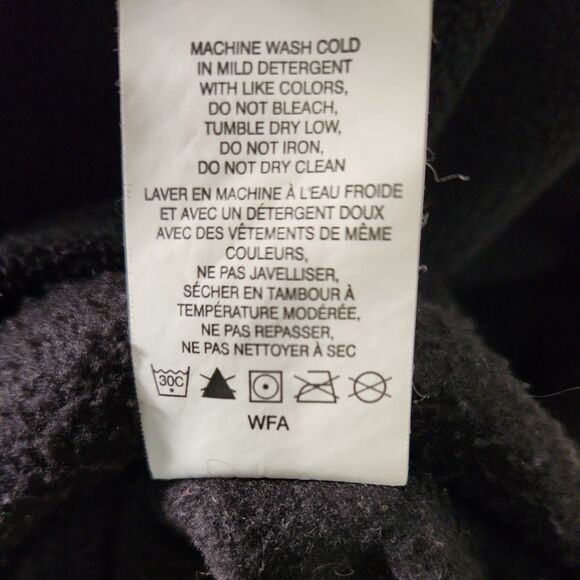 MACHINE WASH COLD
IN MILD DETERGENT
WITH LIKE COLORS,
DO NOT BLEACH,
TUMBLE DRY LOW,
DO NOT IRON,
DO NOT DRY CLEAN
LAVER EN MACHINE À L'EAU FROIDE
ET AVEC UN DÉTERGENT DOUX
AVEC DES VÊTEMENTS DE MÊME
COULEURS,
NE PAS JAVELLISER,
SÉCHER EN TAMBOUR À
TEMPÉRATURE MODÉRÉE,
NE PAS REPASSER,
NE PAS NETTOYER À SEC
30C
WFA